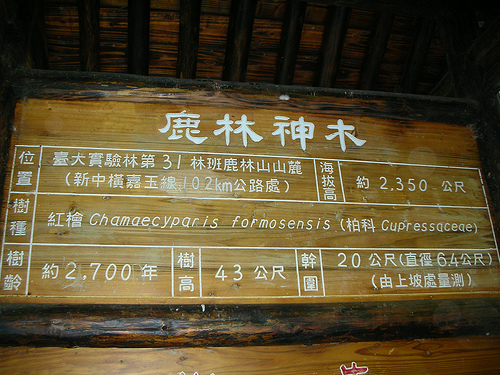 鹿林神木
位置 臺大實驗林第31林班鹿林山山麓 海拔高 約 2,350 公尺
(新中橫嘉玉線102km公路處)
樹種 紅檜 Chamaecyparis formosensis (柏科 Cupressaceae)
樹齡 約 2,700 年 樹高 43 公尺 幹圍 20 公尺(直徑 6.4公尺)
(由上坡處量測)